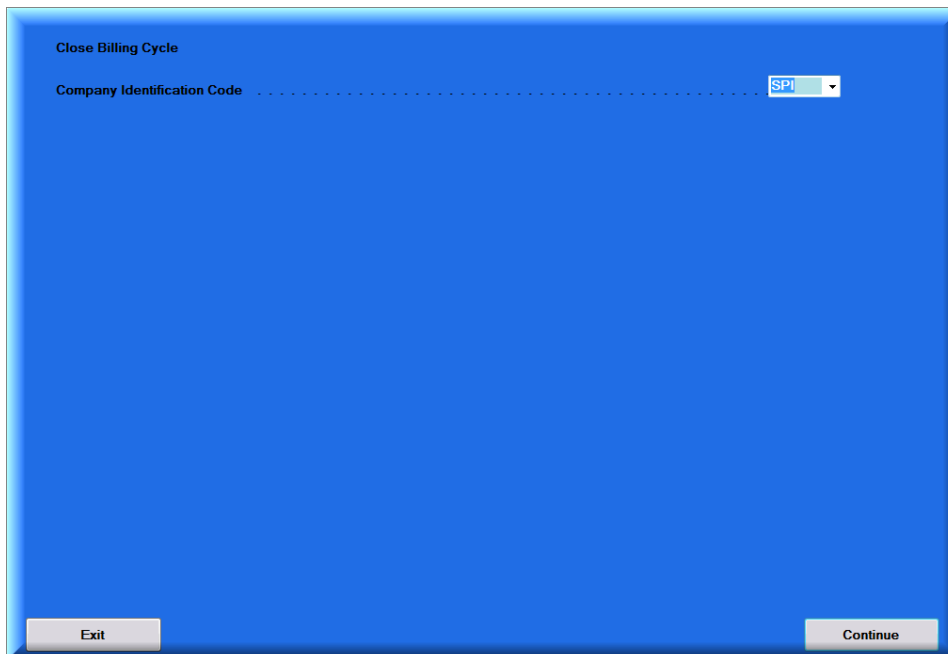 Close Billing Cycle
Company Identification Code . . . . . . . . . . . . . . . . . . . . . . . . . . . . . . . . . . . . . . . . . . . . . . . . . . . . . . . SPI
Exit Continue